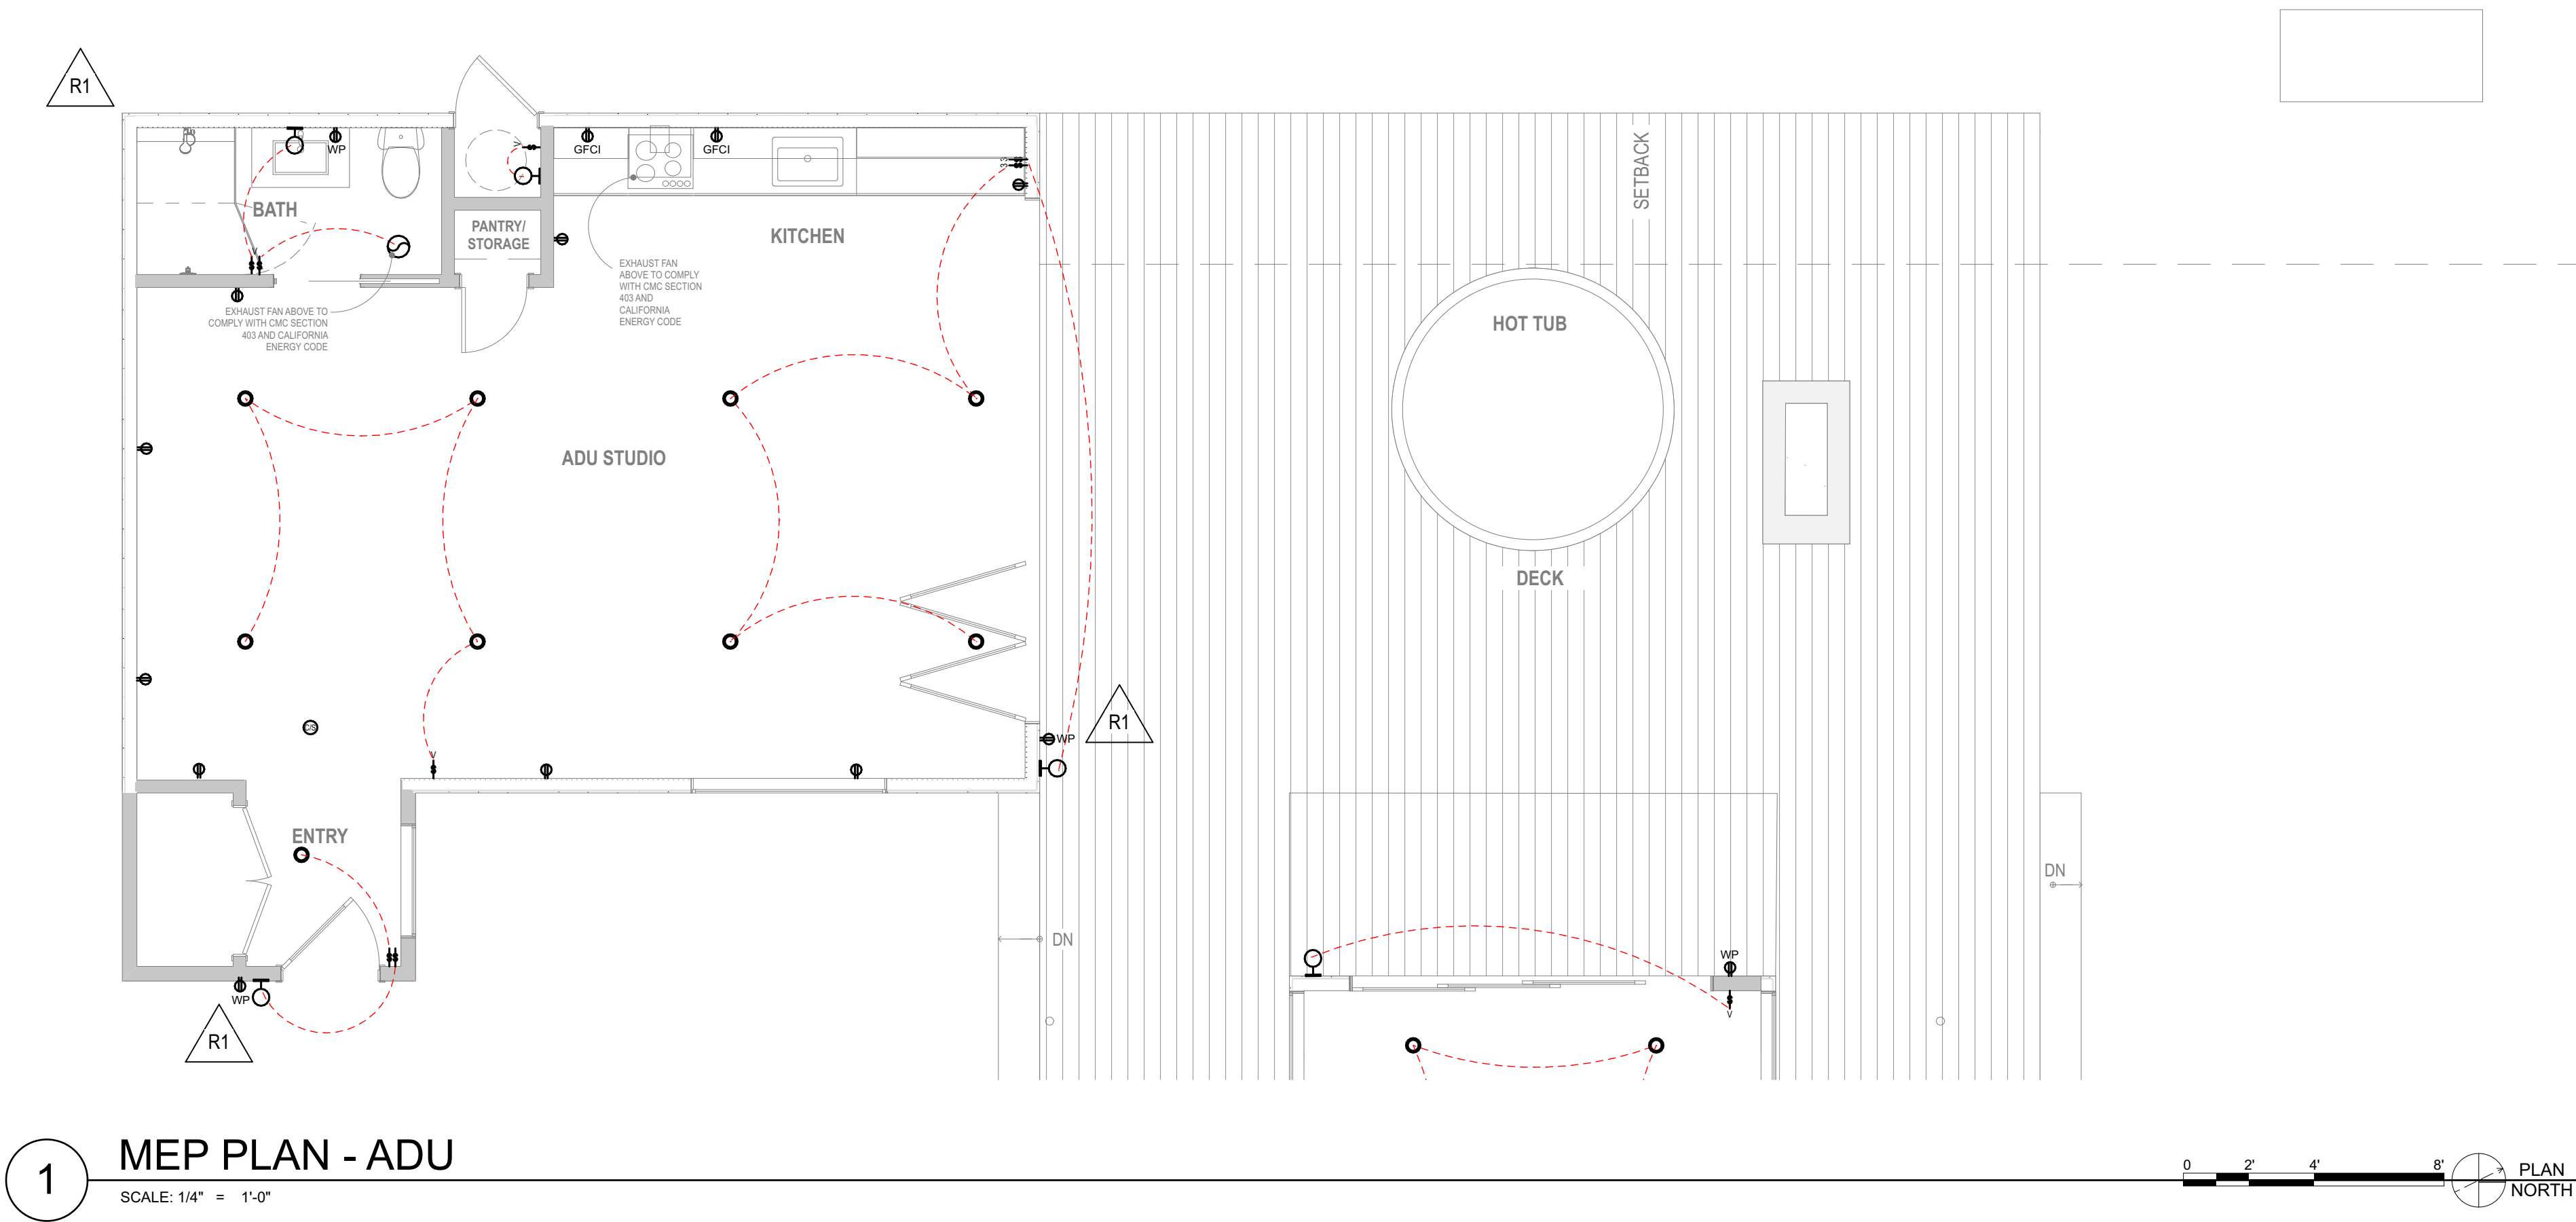 R1
SETBACK
WP
V
GFCI
GFCI
3
3
BATH
PANTRY/
STORAGE
KITCHEN
V
EXHAUST FAN
ABOVE TO COMPLY
WITH CMC SECTION
403 AND
CALIFORNIA
ENERGY CODE
EXHAUST FAN ABOVE TO
COMPLY WITH CMC SECTION
403 AND CALIFORNIA
ENERGY CODE
HOT TUB
ADU STUDIO
DECK
R1
C/S
WP
V
ENTRY
DN
DN
WP
WP
R1
V
1
MEP PLAN - ADU
SCALE: 1/4" = 1'-0"
0 2' 4' 8'
PLAN
NORTH